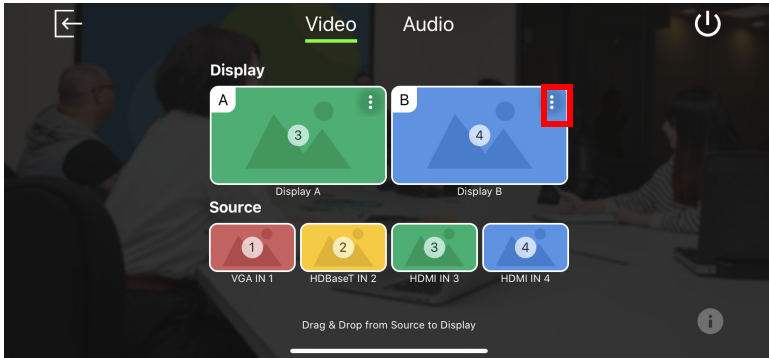 Video Audio
Display
A 3 B 4
Display A Display B
Source
1 2 3 4
VGA IN 1 HDBaseT IN 2 HDMI IN 3 HDMI IN 4
Drag & Drop from Source to Display
i